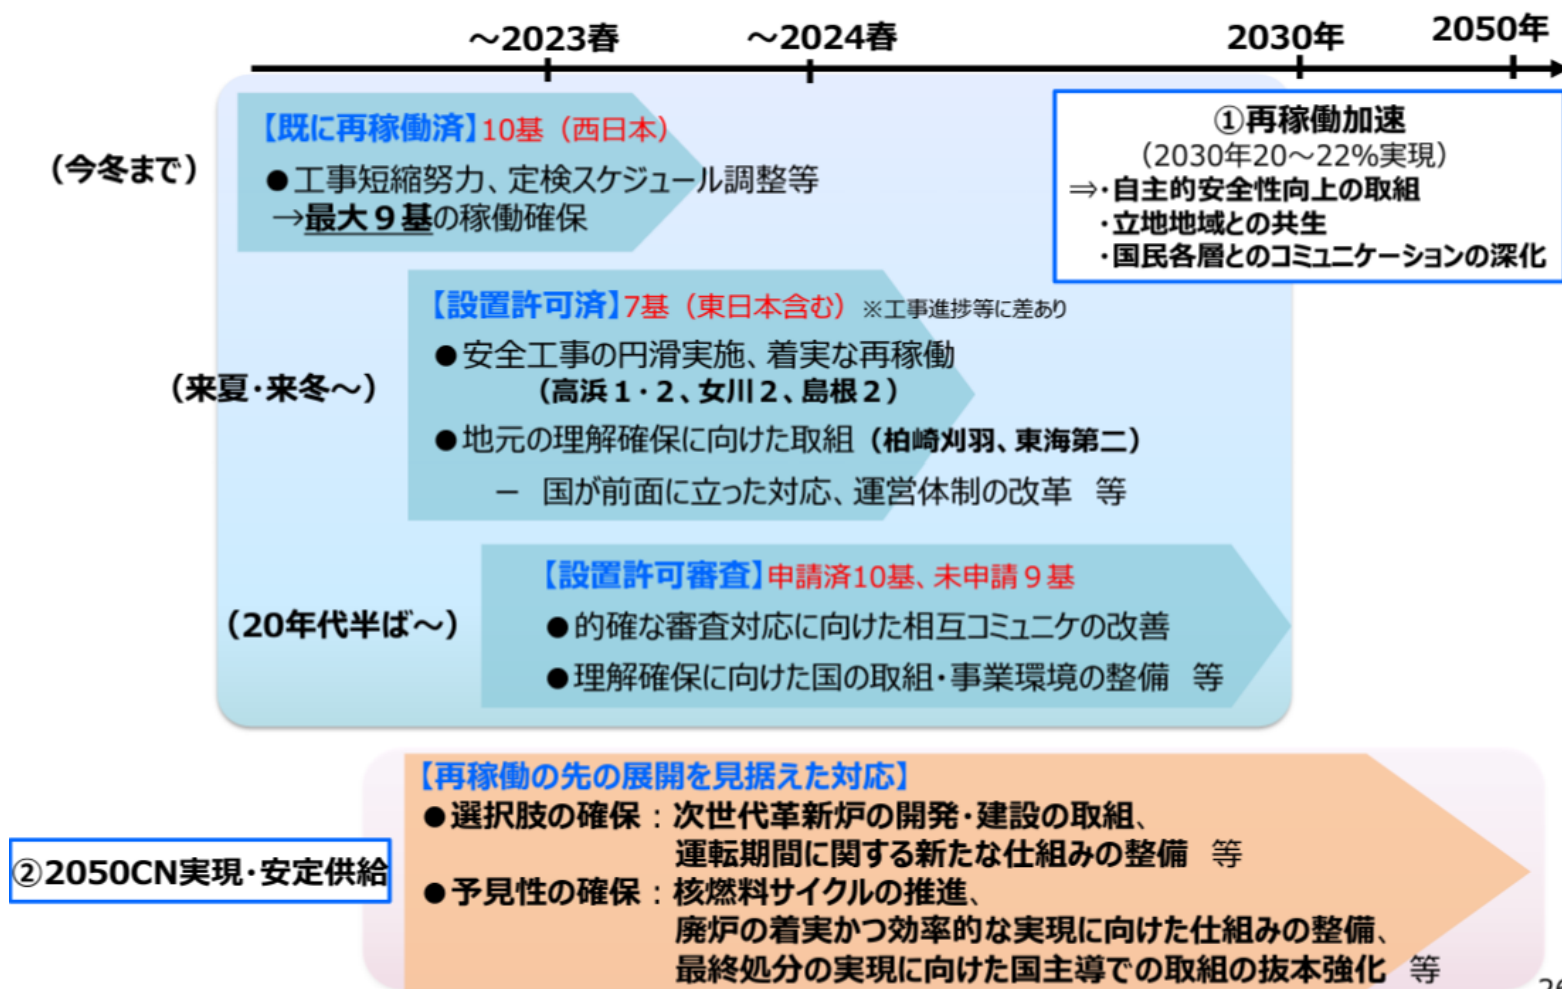 ～2023春
～2024春
2030年
2050年
（今冬まで）
【既に再稼働済】10基（西日本）
●工事短縮努力、定検スケジュール調整等
→最大９基の稼働確保
①再稼働加速
（2030年20～22%実現）
⇒・自主的安全性向上の取組
・立地地域との共生
・国民各層とのコミュニケーションの深化
（来夏・来冬～）
【設置許可済】7基（東日本含む）※工事進捗等に差あり
●安全工事の円滑実施、着実な再稼働
（高浜１・２、女川２、島根２）
●地元の理解確保に向けた取組（柏崎刈羽、東海第二）
－　国が前面に立った対応、運営体制の改革　等
（20年代半ば～）
【設置許可審査】申請済10基、未申請９基
●的確な審査対応に向けた相互コミュニケの改善
●理解確保に向けた国の取組・事業環境の整備　等
②2050CN実現・安定供給
【再稼働の先の展開を見据えた対応】
●選択肢の確保：次世代革新炉の開発・建設の取組、
運転期間に関する新たな仕組みの整備　等
●予見性の確保：核燃料サイクルの推進、
廃炉の着実かつ効率的な実現に向けた仕組みの整備、
最終処分の実現に向けた国主導での取組の抜本強化　等